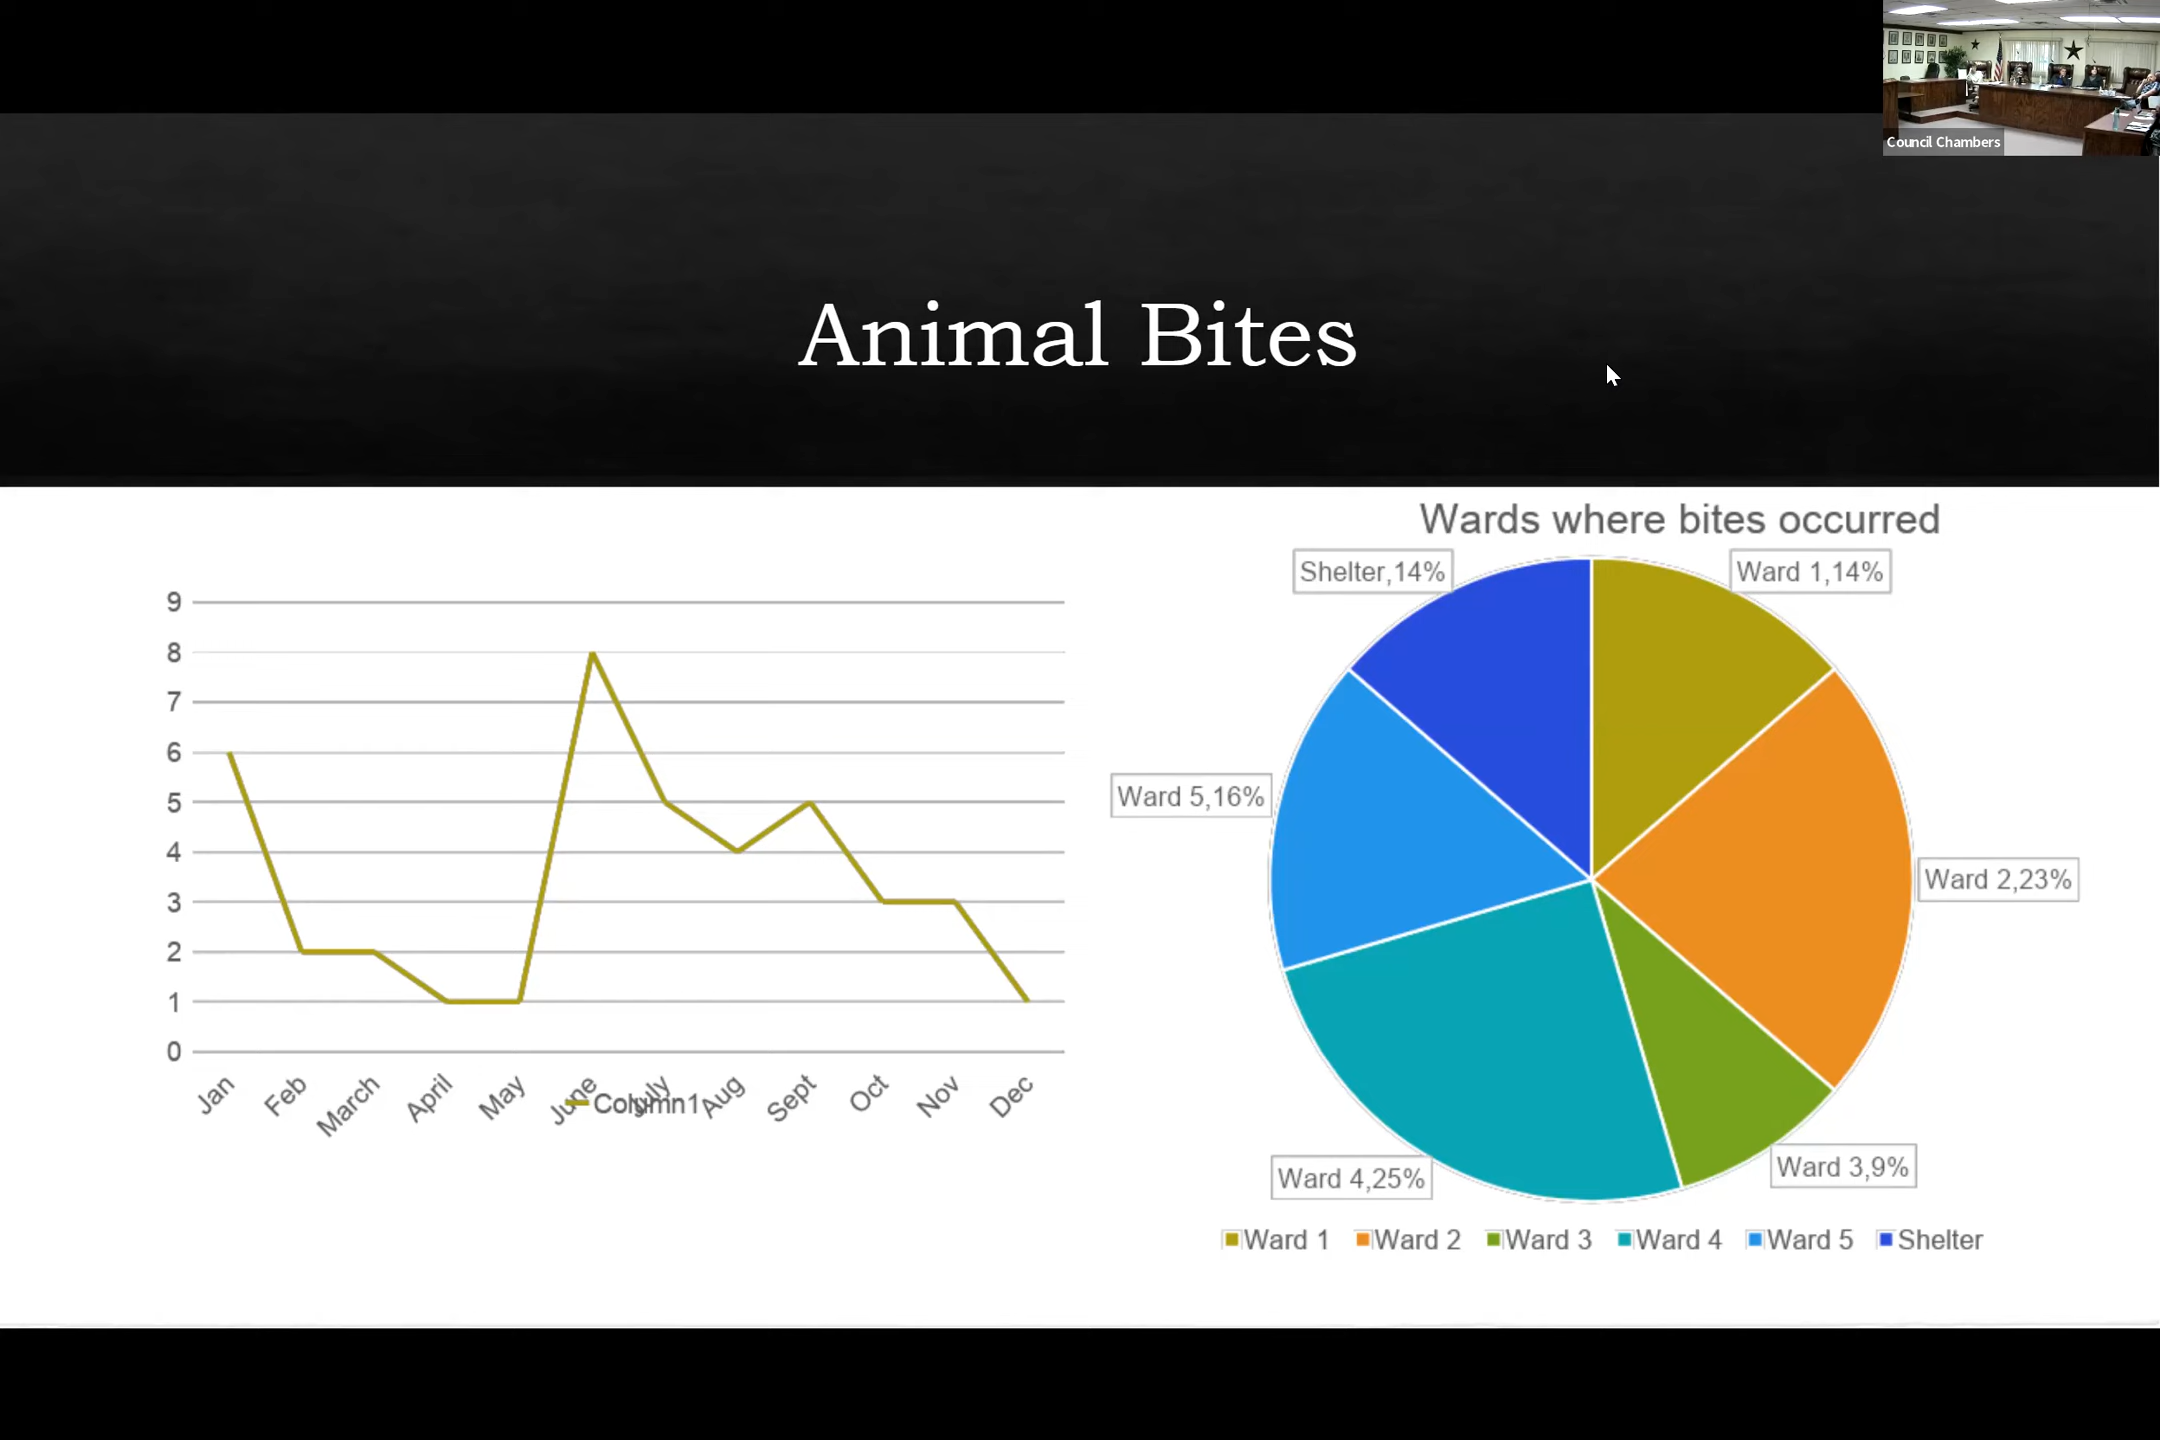 Council Chambers
Animal Bites
9
8
7
6
5
4
3
2
1
0
Jan Feb March April May June July Aug Sept Oct Nov Dec
Column1
Wards where bites occurred
Shelter,14%
Ward 1,14%
Ward 5,16%
Ward 2,23%
Ward 4,25%
Ward 3,9%
Ward 1 Ward 2 Ward 3 Ward 4 Ward 5 Shelter